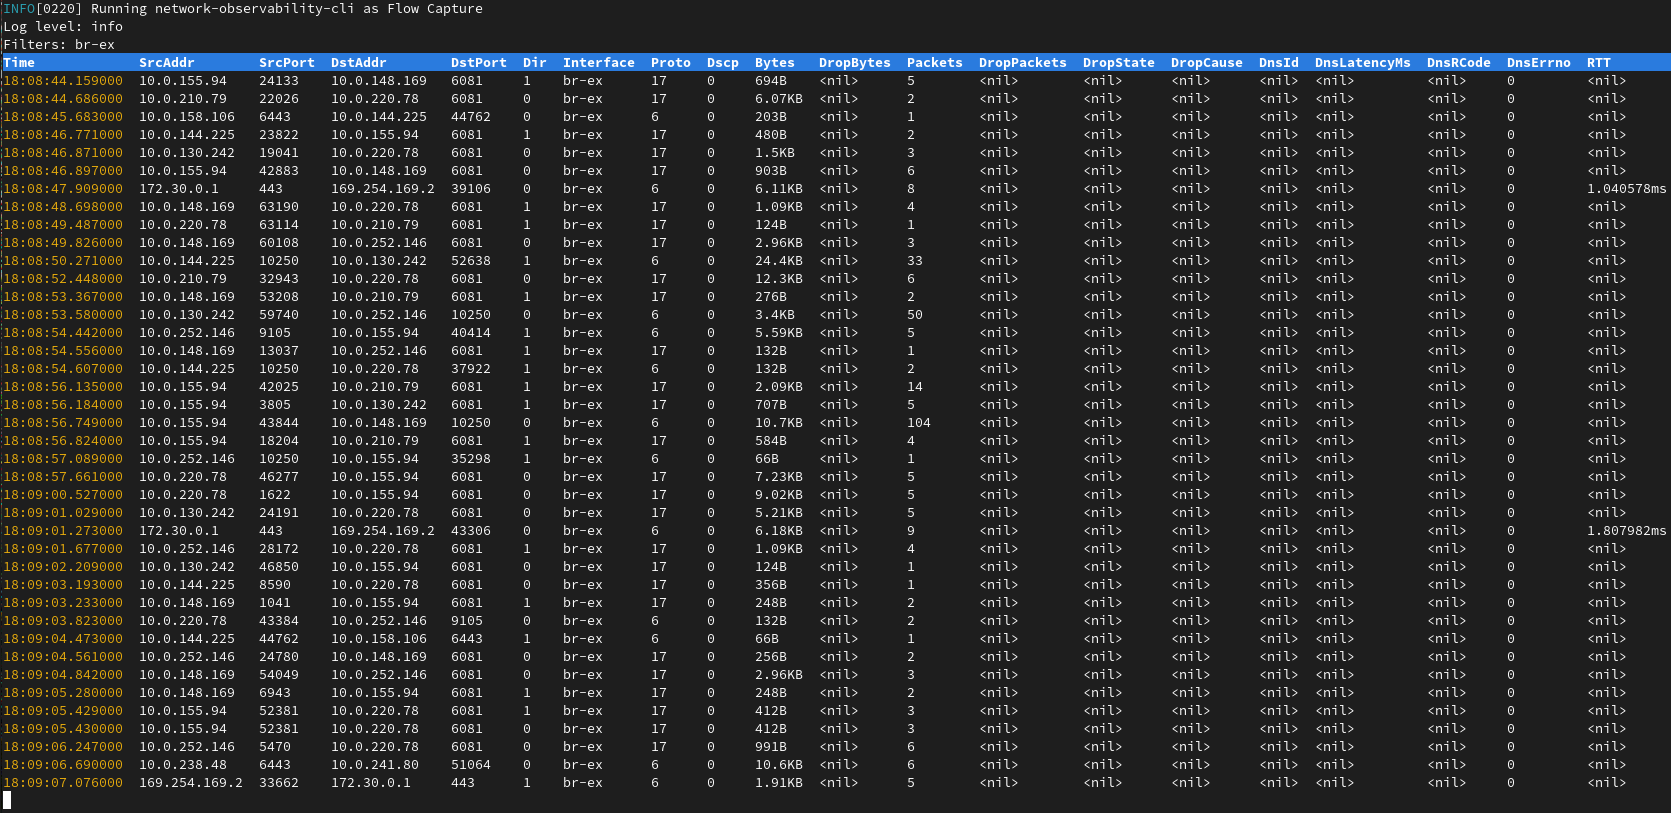 INFO[0220] Running network-observability-cli as Flow Capture
Log level: info
Filters: br-ex
Time SrcAddr SrcPort DstAddr DstPort Dir Interface Proto Dscp Bytes DropBytes Packets DropPackets DropState DropCause DnsId DnsLatencyMs DnsRCode DnsErrno RTT
18:08:44.159000 10.0.155.94 24133 10.0.148.169 6081 1 br-ex 17 0 694B <nil> 5 <nil> <nil> <nil> <nil> <nil> <nil> 0 <nil>
18:08:44.686000 10.0.210.79 22026 10.0.220.78 6081 0 br-ex 17 0 6.07KB <nil> 2 <nil> <nil> <nil> <nil> <nil> <nil> 0 <nil>
18:08:45.683000 10.0.158.106 6443 10.0.144.225 44762 0 br-ex 6 0 203B <nil> 1 <nil> <nil> <nil> <nil> <nil> <nil> 0 <nil>
18:08:46.771000 10.0.144.225 23822 10.0.155.94 6081 1 br-ex 17 0 480B <nil> 2 <nil> <nil> <nil> <nil> <nil> <nil> 0 <nil>
18:08:46.871000 10.0.130.242 19041 10.0.220.78 6081 0 br-ex 17 0 1.5KB <nil> 3 <nil> <nil> <nil> <nil> <nil> <nil> 0 <nil>
18:08:46.897000 10.0.155.94 42883 10.0.148.169 6081 0 br-ex 17 0 903B <nil> 6 <nil> <nil> <nil> <nil> <nil> <nil> 0 <nil>
18:08:47.909000 172.30.0.1 443 169.254.169.2 39106 0 br-ex 6 0 6.11KB <nil> 8 <nil> <nil> <nil> <nil> <nil> <nil> 0 1.040578ms
18:08:48.698000 10.0.148.169 63190 10.0.220.78 6081 1 br-ex 17 0 1.09KB <nil> 4 <nil> <nil> <nil> <nil> <nil> <nil> 0 <nil>
18:08:49.487000 10.0.220.78 63114 10.0.210.79 6081 1 br-ex 17 0 124B <nil> 1 <nil> <nil> <nil> <nil> <nil> <nil> 0 <nil>
18:08:49.826000 10.0.148.169 60108 10.0.252.146 6081 0 br-ex 17 0 2.96KB <nil> 3 <nil> <nil> <nil> <nil> <nil> <nil> 0 <nil>
18:08:50.271000 10.0.144.225 10250 10.0.130.242 52638 1 br-ex 6 0 24.4KB <nil> 33 <nil> <nil> <nil> <nil> <nil> <nil> 0 <nil>
18:08:52.448000 10.0.210.79 32943 10.0.220.78 6081 0 br-ex 17 0 12.3KB <nil> 6 <nil> <nil> <nil> <nil> <nil> <nil> 0 <nil>
18:08:53.367000 10.0.148.169 53208 10.0.210.79 6081 1 br-ex 17 0 276B <nil> 2 <nil> <nil> <nil> <nil> <nil> <nil> 0 <nil>
18:08:53.580000 10.0.130.242 59740 10.0.252.146 10250 0 br-ex 6 0 3.4KB <nil> 50 <nil> <nil> <nil> <nil> <nil> <nil> 0 <nil>
18:08:54.442000 10.0.252.146 9105 10.0.155.94 40414 1 br-ex 6 0 5.59KB <nil> 5 <nil> <nil> <nil> <nil> <nil> <nil> 0 <nil>
18:08:54.556000 10.0.148.169 13037 10.0.252.146 6081 1 br-ex 17 0 132B <nil> 1 <nil> <nil> <nil> <nil> <nil> <nil> 0 <nil>
18:08:54.607000 10.0.144.225 10250 10.0.220.78 37922 1 br-ex 6 0 132B <nil> 2 <nil> <nil> <nil> <nil> <nil> <nil> 0 <nil>
18:08:56.135000 10.0.155.94 42025 10.0.210.79 6081 1 br-ex 17 0 2.09KB <nil> 14 <nil> <nil> <nil> <nil> <nil> <nil> 0 <nil>
18:08:56.184000 10.0.155.94 3805 10.0.130.242 6081 1 br-ex 17 0 707B <nil> 5 <nil> <nil> <nil> <nil> <nil> <nil> 0 <nil>
18:08:56.749000 10.0.155.94 43844 10.0.148.169 10250 0 br-ex 6 0 10.7KB <nil> 104 <nil> <nil> <nil> <nil> <nil> <nil> 0 <nil>
18:08:56.824000 10.0.155.94 18204 10.0.210.79 6081 1 br-ex 17 0 584B <nil> 4 <nil> <nil> <nil> <nil> <nil> <nil> 0 <nil>
18:08:57.089000 10.0.252.146 10250 10.0.155.94 35298 1 br-ex 6 0 66B <nil> 1 <nil> <nil> <nil> <nil> <nil> <nil> 0 <nil>
18:08:57.661000 10.0.220.78 46277 10.0.155.94 6081 0 br-ex 17 0 7.23KB <nil> 5 <nil> <nil> <nil> <nil> <nil> <nil> 0 <nil>
18:09:00.527000 10.0.220.78 1622 10.0.155.94 6081 0 br-ex 17 0 9.02KB <nil> 5 <nil> <nil> <nil> <nil> <nil> <nil> 0 <nil>
18:09:01.029000 10.0.130.242 24191 10.0.220.78 6081 0 br-ex 17 0 5.21KB <nil> 5 <nil> <nil> <nil> <nil> <nil> <nil> 0 <nil>
18:09:01.273000 172.30.0.1 443 169.254.169.2 43306 0 br-ex 6 0 6.18KB <nil> 9 <nil> <nil> <nil> <nil> <nil> <nil> 0 1.807982ms
18:09:01.677000 10.0.252.146 28172 10.0.220.78 6081 1 br-ex 17 0 1.09KB <nil> 4 <nil> <nil> <nil> <nil> <nil> <nil> 0 <nil>
18:09:02.209000 10.0.130.242 46850 10.0.155.94 6081 0 br-ex 17 0 124B <nil> 1 <nil> <nil> <nil> <nil> <nil> <nil> 0 <nil>
18:09:03.193000 10.0.144.225 8590 10.0.220.78 6081 0 br-ex 17 0 356B <nil> 1 <nil> <nil> <nil> <nil> <nil> <nil> 0 <nil>
18:09:03.233000 10.0.148.169 1041 10.0.155.94 6081 1 br-ex 17 0 248B <nil> 2 <nil> <nil> <nil> <nil> <nil> <nil> 0 <nil>
18:09:03.823000 10.0.220.78 43384 10.0.252.146 9105 0 br-ex 6 0 132B <nil> 2 <nil> <nil> <nil> <nil> <nil> <nil> 0 <nil>
18:09:04.473000 10.0.144.225 44762 10.0.158.106 6443 1 br-ex 6 0 66B <nil> 1 <nil> <nil> <nil> <nil> <nil> <nil> 0 <nil>
18:09:04.561000 10.0.252.146 24780 10.0.148.169 6081 0 br-ex 17 0 256B <nil> 2 <nil> <nil> <nil> <nil> <nil> <nil> 0 <nil>
18:09:04.842000 10.0.148.169 54049 10.0.252.146 6081 0 br-ex 17 0 2.96KB <nil> 3 <nil> <nil> <nil> <nil> <nil> <nil> 0 <nil>
18:09:05.280000 10.0.148.169 6943 10.0.155.94 6081 1 br-ex 17 0 248B <nil> 2 <nil> <nil> <nil> <nil> <nil> <nil> 0 <nil>
18:09:05.429000 10.0.155.94 52381 10.0.220.78 6081 1 br-ex 17 0 412B <nil> 3 <nil> <nil> <nil> <nil> <nil> <nil> 0 <nil>
18:09:05.430000 10.0.155.94 52381 10.0.220.78 6081 0 br-ex 17 0 412B <nil> 3 <nil> <nil> <nil> <nil> <nil> <nil> 0 <nil>
18:09:06.247000 10.0.252.146 5470 10.0.220.78 6081 0 br-ex 17 0 991B <nil> 6 <nil> <nil> <nil> <nil> <nil> <nil> 0 <nil>
18:09:06.690000 10.0.238.48 6443 10.0.241.80 51064 0 br-ex 6 0 10.6KB <nil> 6 <nil> <nil> <nil> <nil> <nil> <nil> 0 <nil>
18:09:07.076000 169.254.169.2 33662 172.30.0.1 443 1 br-ex 6 0 1.91KB <nil> 5 <nil> <nil> <nil> <nil> <nil> <nil> 0 <nil>